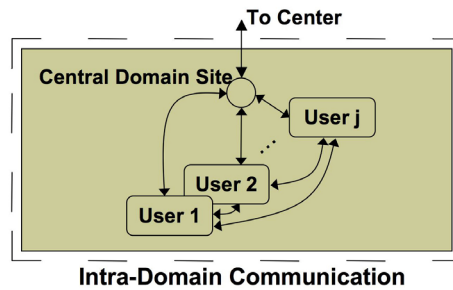 To Center
Central Domain Site
User j
...
User 2
User 1
Intra-Domain Communication